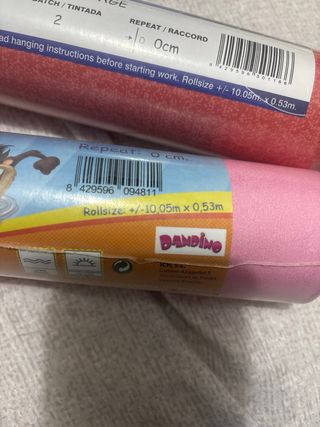 BATCH / TINTADA
REPEAT / RACCORD
2
0 0cm
ad hanging instructions before starting work. Rollsize +/- 10,05m. x 0,53m.
Repeat: 0 cm.
8 429596 094811
Rollsize: +/-10,05m x 0,53m
DANDINO